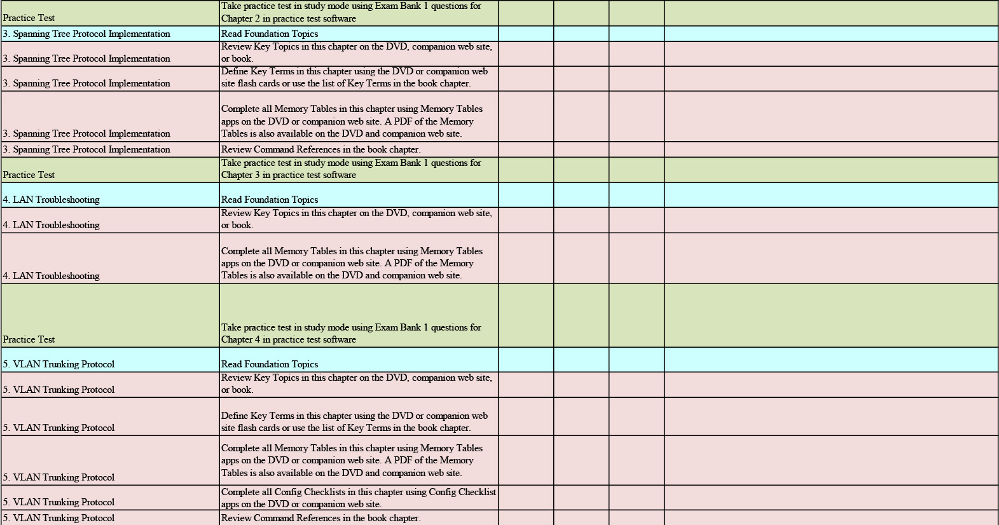 Take practice test in study mode using Exam Bank 1 questions for
Practice Test Chapter 2 in practice test software
3. Spanning Tree Protocol Implementation Read Foundation Topics
Review Key Topics in this chapter on the DVD, companion web site,
3. Spanning Tree Protocol Implementation or book.
Define Key Terms in this chapter using the DVD or companion web
3. Spanning Tree Protocol Implementation site flash cards or use the list of Key Terms in the book chapter.
Complete all Memory Tables in this chapter using Memory Tables
apps on the DVD or companion web site. A PDF of the Memory
3. Spanning Tree Protocol Implementation Tables is also available on the DVD and companion web site.
3. Spanning Tree Protocol Implementation Review Command References in the book chapter.
Take practice test in study mode using Exam Bank 1 questions for
Practice Test Chapter 3 in practice test software
4. LAN Troubleshooting Read Foundation Topics
Review Key Topics in this chapter on the DVD, companion web site,
4. LAN Troubleshooting or book.
Complete all Memory Tables in this chapter using Memory Tables
apps on the DVD or companion web site. A PDF of the Memory
4. LAN Troubleshooting Tables is also available on the DVD and companion web site.
Take practice test in study mode using Exam Bank 1 questions for
Practice Test Chapter 4 in practice test software
5. VLAN Trunking Protocol Read Foundation Topics
Review Key Topics in this chapter on the DVD, companion web site,
5. VLAN Trunking Protocol or book.
Define Key Terms in this chapter using the DVD or companion web
5. VLAN Trunking Protocol site flash cards or use the list of Key Terms in the book chapter.
Complete all Memory Tables in this chapter using Memory Tables
apps on the DVD or companion web site. A PDF of the Memory
5. VLAN Trunking Protocol Tables is also available on the DVD and companion web site.
Complete all Config Checklists in this chapter using Config Checklist
5. VLAN Trunking Protocol apps on the DVD or companion web site.
5. VLAN Trunking Protocol Review Command References in the book chapter.